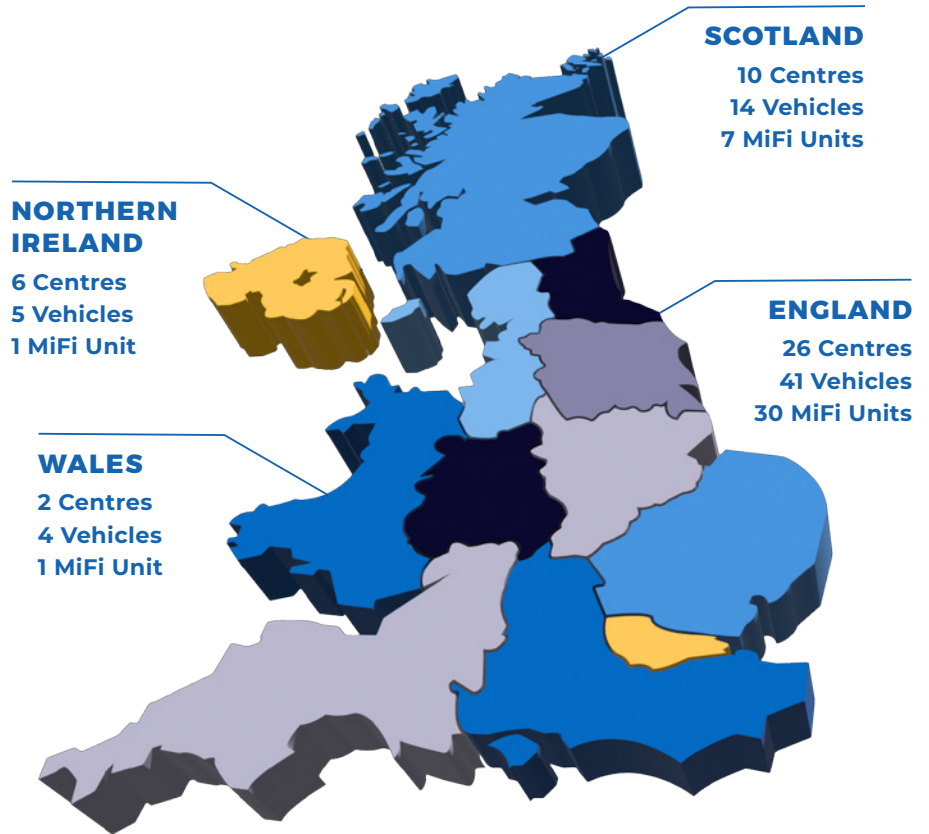 SCOTLAND
10 Centres
14 Vehicles
7 MiFi Units
NORTHERN
IRELAND
6 Centres
5 Vehicles
1 MiFi Unit
ENGLAND
26 Centres
41 Vehicles
30 MiFi Units
WALES
2 Centres
4 Vehicles
1 MiFi Unit